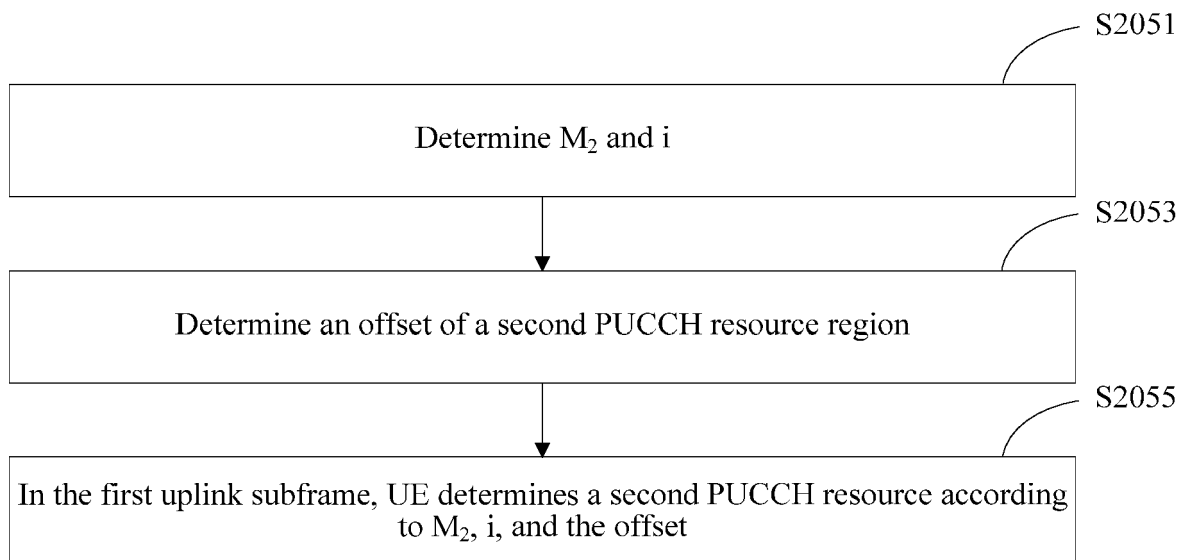 S2051
Determine M₂ and i
S2053
Determine an offset of a second PUCCH resource region
S2055
In the first uplink subframe, UE determines a second PUCCH resource according
to M₂, i, and the offset